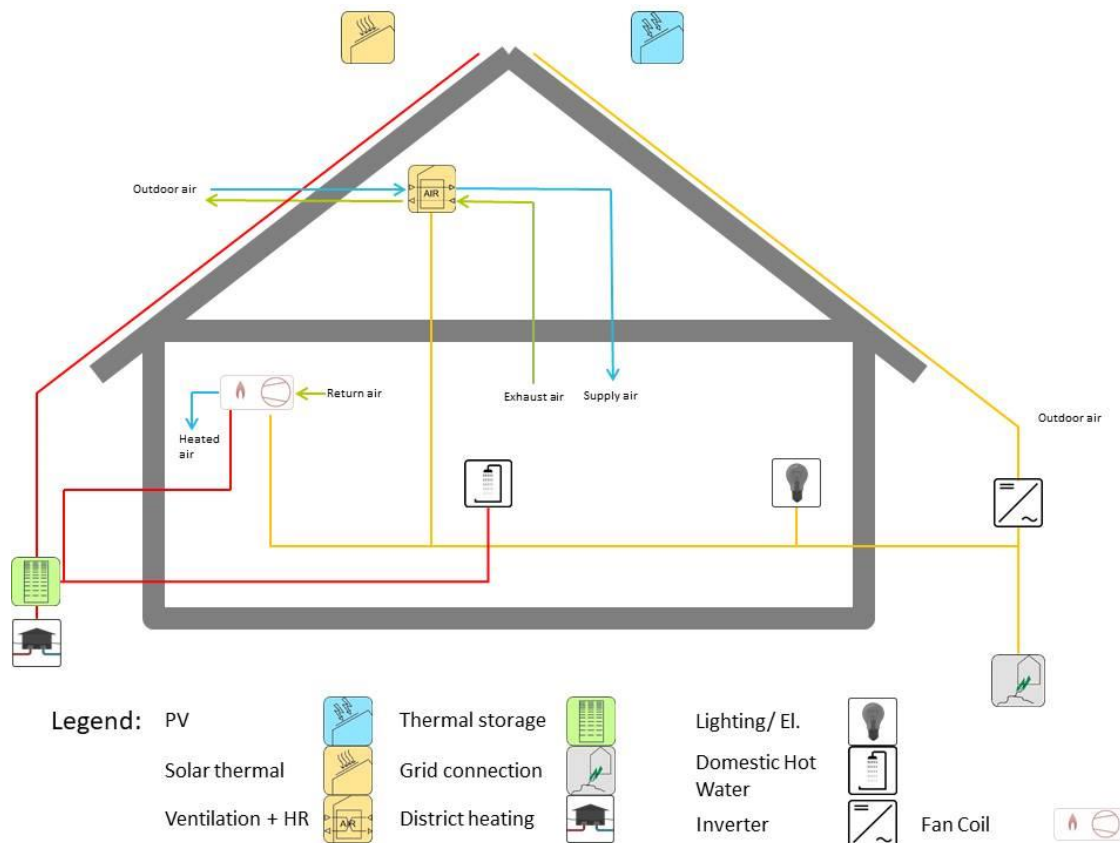 Outdoor air
AIR
Return air
Heated
air
Exhaust air
Supply air
Outdoor air
Legend:
PV
Thermal storage
Lighting/ El.
Solar thermal
Grid connection
Domestic Hot
Water
Ventilation + HR
AIR
District heating
Inverter
Fan Coil